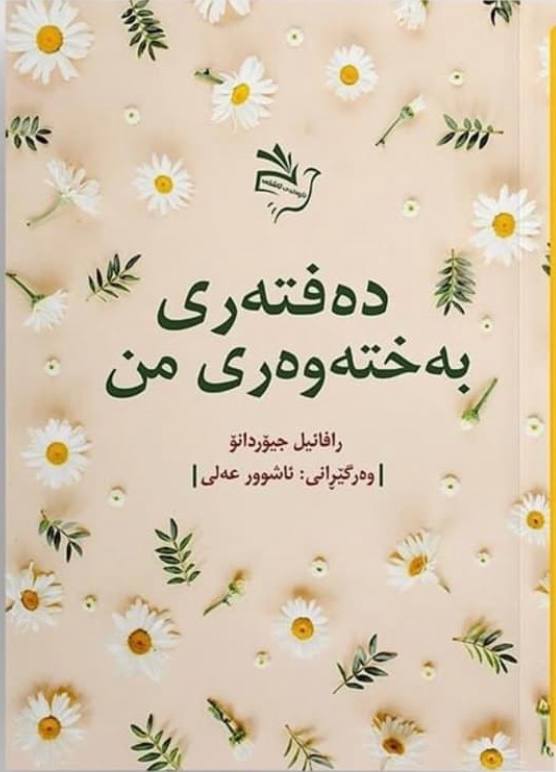 دەفتەری
بەختەوەری من
رافائیل جیۆردانۆ
|وەرگێڕانی: ئاشوور عەلی|